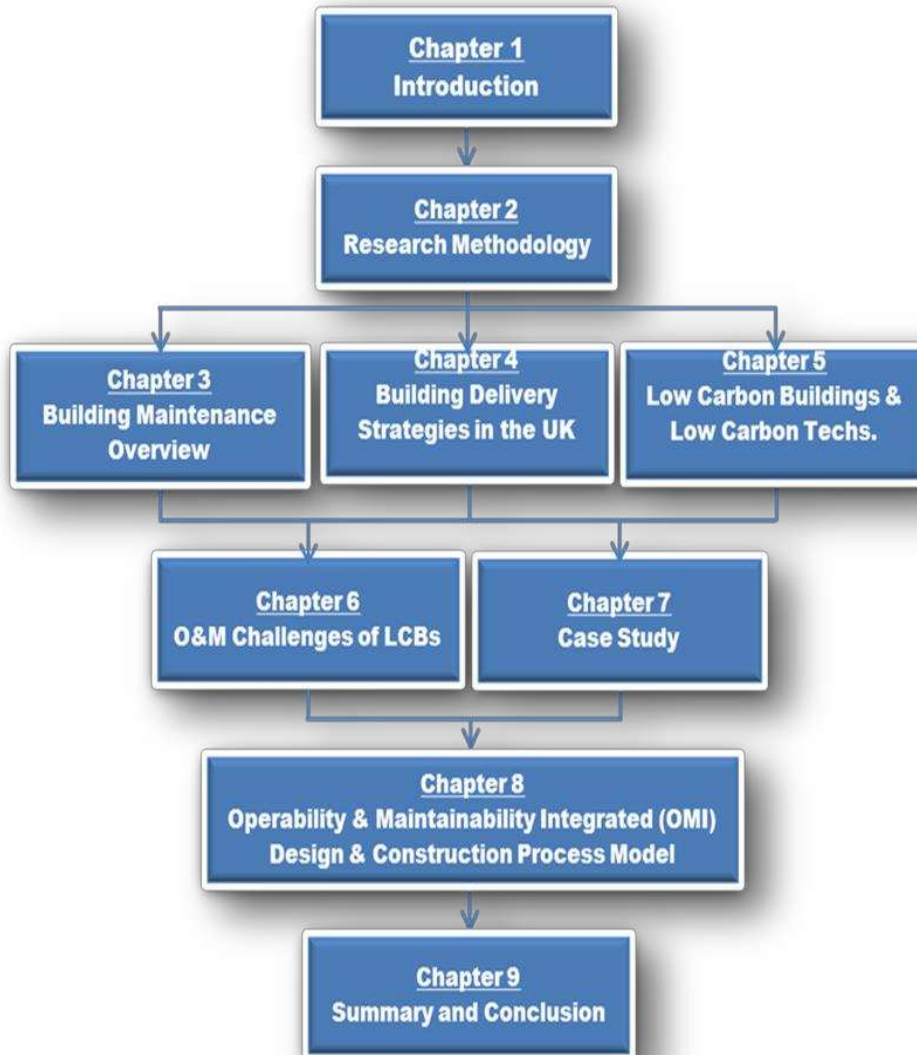 Chapter 1
Introduction
Chapter 2
Research Methodology
Chapter 3
Building Maintenance
Overview
Chapter 4
Building Delivery
Strategies in the UK
Chapter 5
Low Carbon Buildings &
Low Carbon Techs.
Chapter 6
O&M Challenges of LCBs
Chapter 7
Case Study
Chapter 8
Operability & Maintainability Integrated (OMI)
Design & Construction Process Model
Chapter 9
Summary and Conclusion